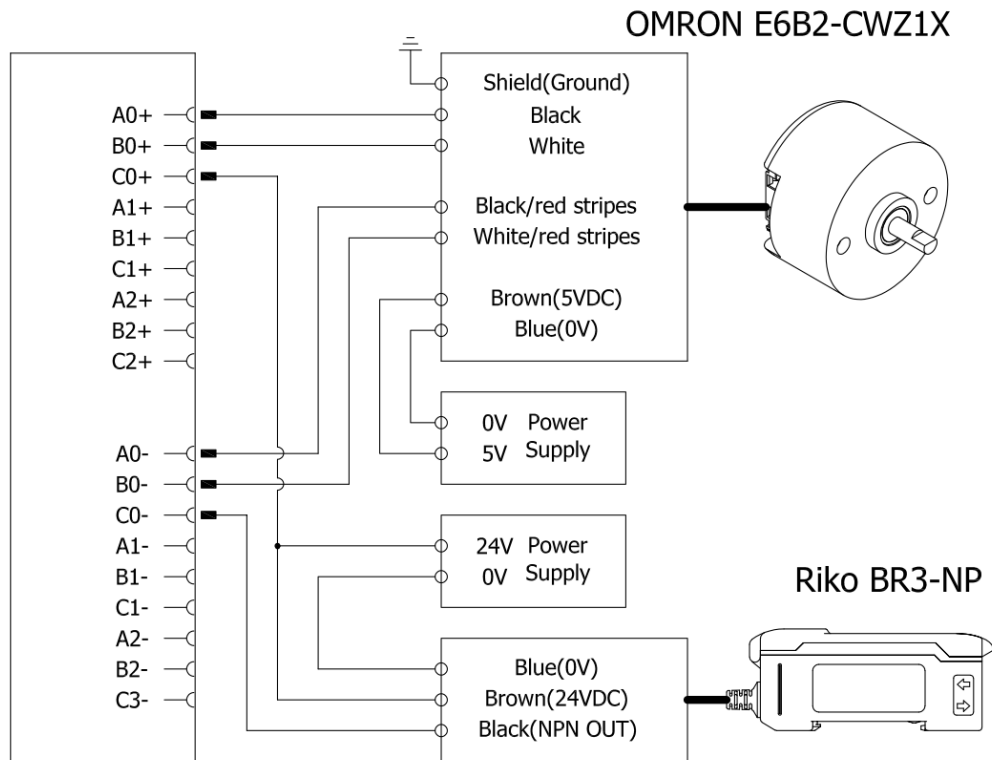 OMRON E6B2-CWZ1X
A0+
B0+
C0+
A1+
B1+
C1+
A2+
B2+
C2+
A0-
B0-
C0-
A1-
B1-
C1-
A2-
B2-
C3-
Shield(Ground)
Black
White
Black/red stripes
White/red stripes
Brown(5VDC)
Blue(0V)
0V Power
5V Supply
24V Power
0V Supply
Riko BR3-NP
Blue(0V)
Brown(24VDC)
Black(NPN OUT)